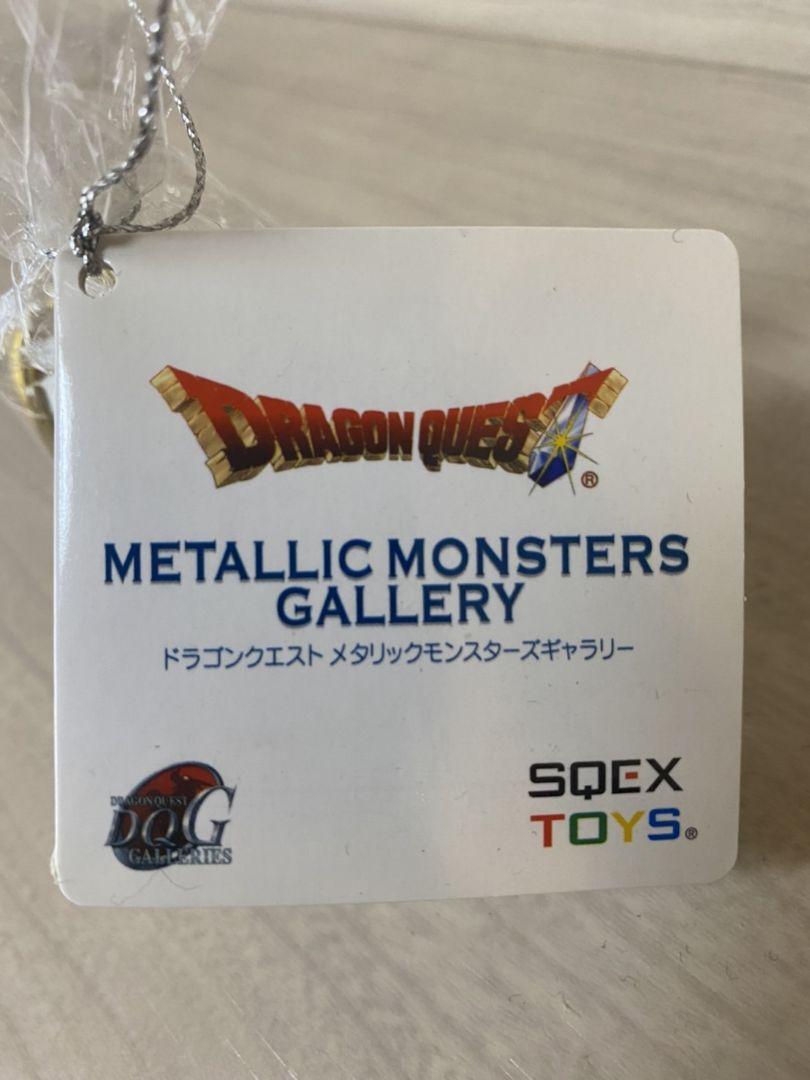 DRAGON QUEST®
METALLIC MONSTERS
GALLERY
ドラゴンクエスト メタリックモンスターズギャラリー
DRAGON QUEST
DQG
GALLERIES
SQEX
TOYS®